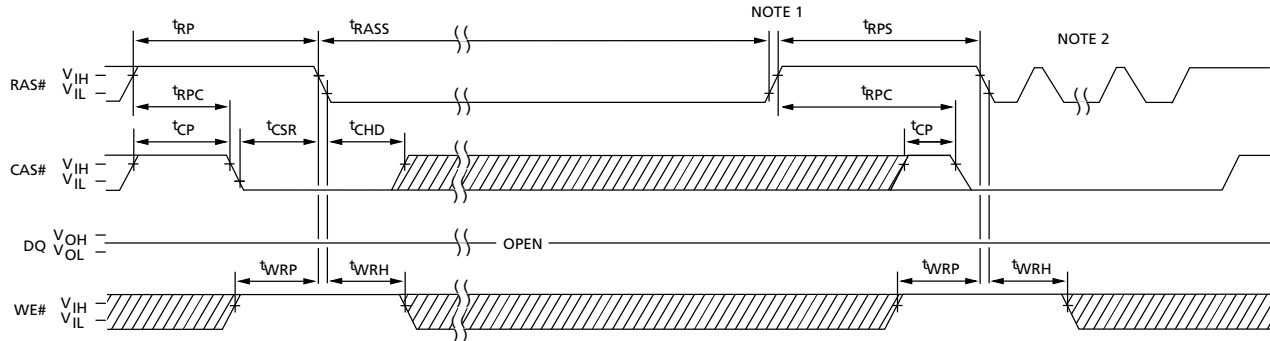 NOTE 1
tRP
tRASS
tRPS
NOTE 2
RAS# VIH
VIL
tRPC
tRPC
tCP
tCSR
tCHD
tCP
CAS# VIH
VIL
DQ VOH
VOL
OPEN
tWRP
tWRH
tWRP
tWRH
WE# VIH
VIL